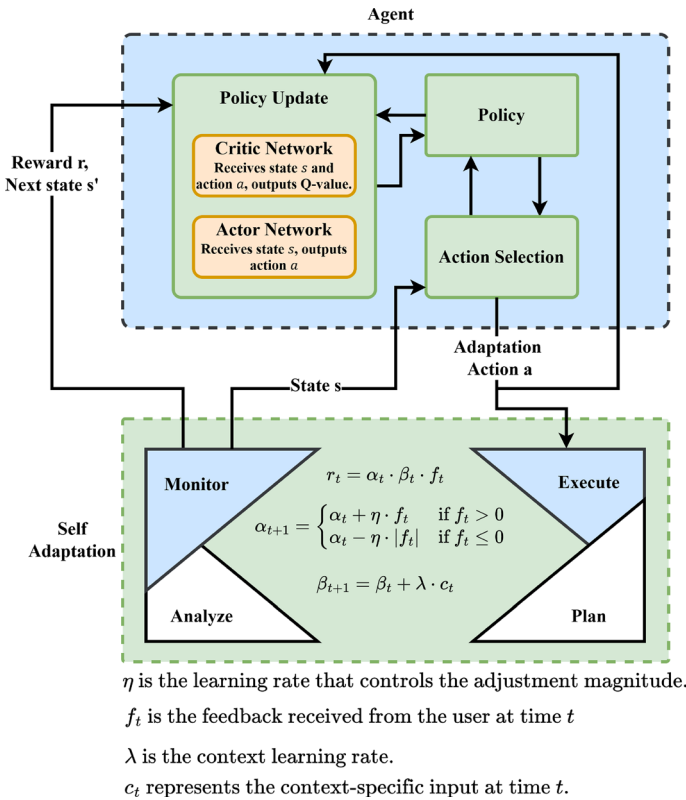 Agent
Policy Update
Critic Network
Receives state s and
action a, outputs Q-value.
Actor Network
Receives state s, outputs
action a
Policy
Action Selection
Reward r,
Next state s'
State s
Adaptation
Action a
Self
Adaptation
Monitor
Analyze
Execute
Plan
r_t = α_t · β_t · f_t
α_{t+1} = { α_t + η · f_t if f_t > 0
α_t − η · |f_t| if f_t ≤ 0
β_{t+1} = β_t + λ · c_t
η is the learning rate that controls the adjustment magnitude.
f_t is the feedback received from the user at time t
λ is the context learning rate.
c_t represents the context-specific input at time t.